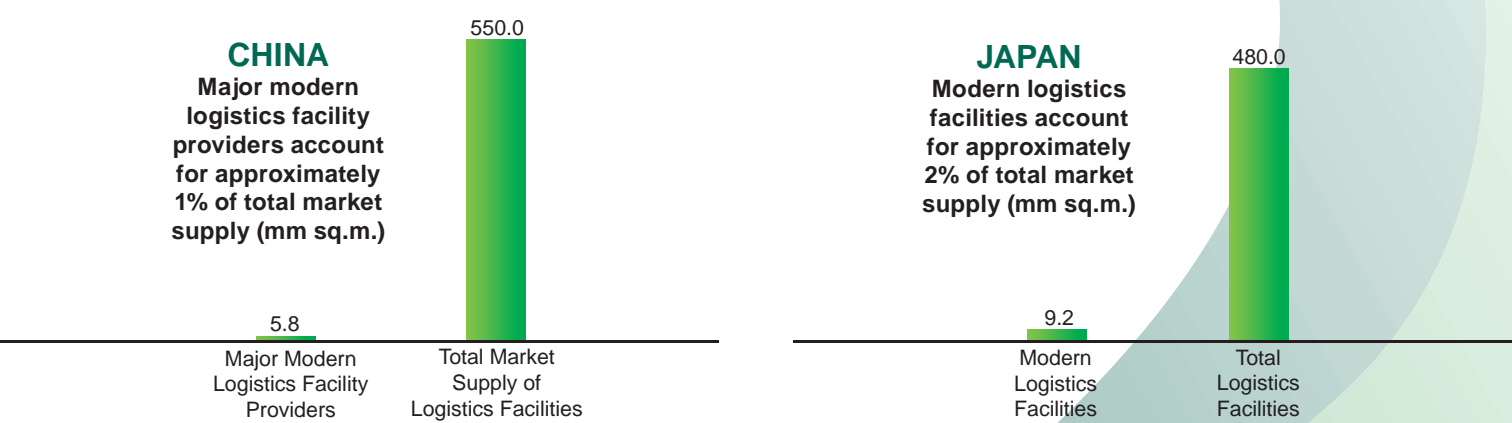 CHINA
Major modern
logistics facility
providers account
for approximately
1% of total market
supply (mm sq.m.)
550.0
5.8
Major Modern
Logistics Facility
Providers
Total Market
Supply of
Logistics Facilities
JAPAN
Modern logistics
facilities account
for approximately
2% of total market
supply (mm sq.m.)
480.0
9.2
Modern
Logistics
Facilities
Total
Logistics
Facilities